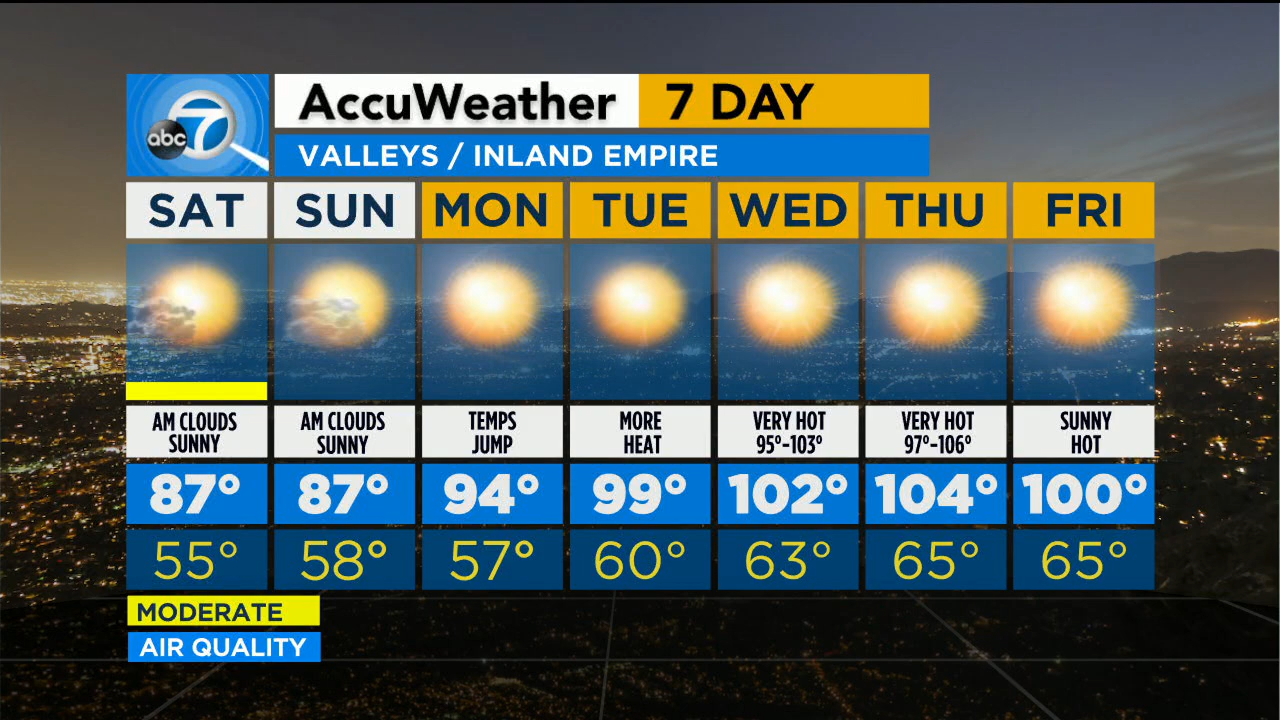 abc 7
AccuWeather 7 DAY
VALLEYS / INLAND EMPIRE
SAT SUN MON TUE WED THU FRI
AM CLOUDS AM CLOUDS TEMPS MORE VERY HOT VERY HOT SUNNY
SUNNY SUNNY JUMP HEAT 95°-103° 97°-106° HOT
87° 87° 94° 99° 102° 104° 100°
55° 58° 57° 60° 63° 65° 65°
MODERATE
AIR QUALITY